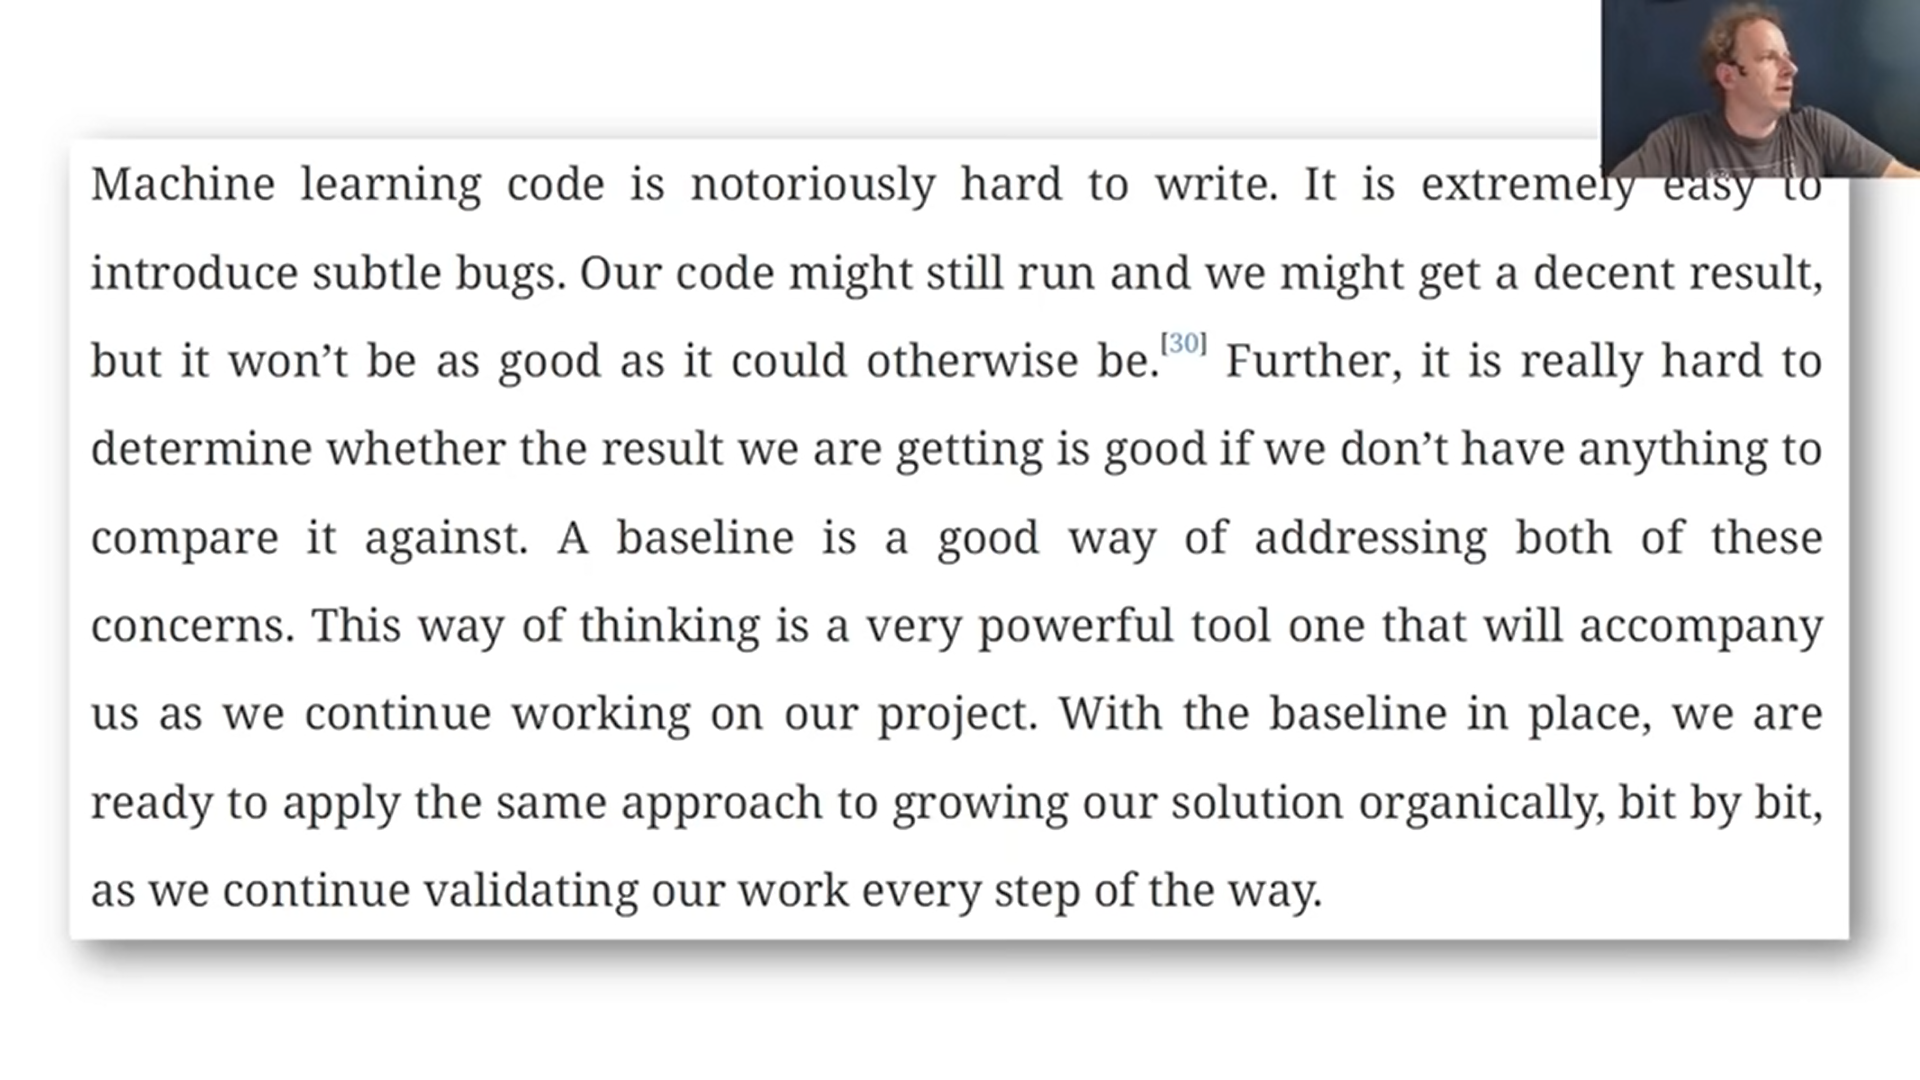 Machine learning code is notoriously hard to write. It is extremely easy to
introduce subtle bugs. Our code might still run and we might get a decent result,
but it won’t be as good as it could otherwise be.[30] Further, it is really hard to
determine whether the result we are getting is good if we don’t have anything to
compare it against. A baseline is a good way of addressing both of these
concerns. This way of thinking is a very powerful tool one that will accompany
us as we continue working on our project. With the baseline in place, we are
ready to apply the same approach to growing our solution organically, bit by bit,
as we continue validating our work every step of the way.